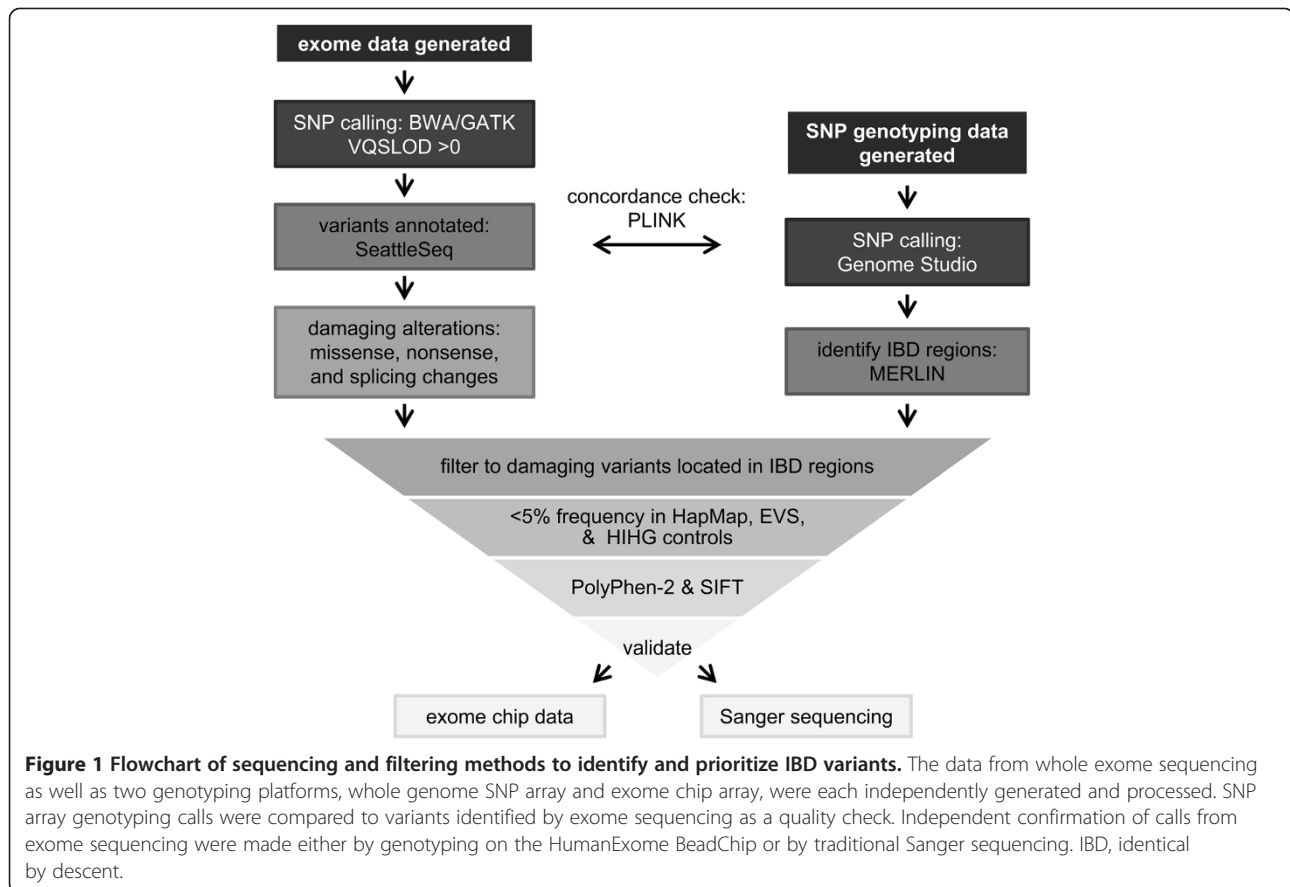 exome data generated
SNP calling: BWA/GATK
VQSLOD >0
variants annotated:
SeattleSeq
damaging alterations:
missense, nonsense,
and splicing changes
concordance check:
PLINK
SNP genotyping data
generated
SNP calling:
Genome Studio
identify IBD regions:
MERLIN
filter to damaging variants located in IBD regions
<5% frequency in HapMap, EVS,
& HIHG controls
PolyPhen-2 & SIFT
validate
exome chip data
Sanger sequencing
Figure 1 Flowchart of sequencing and filtering methods to identify and prioritize IBD variants. The data from whole exome sequencing
as well as two genotyping platforms, whole genome SNP array and exome chip array, were each independently generated and processed. SNP
array genotyping calls were compared to variants identified by exome sequencing as a quality check. Independent confirmation of calls from
exome sequencing were made either by genotyping on the HumanExome BeadChip or by traditional Sanger sequencing. IBD, identical
by descent.